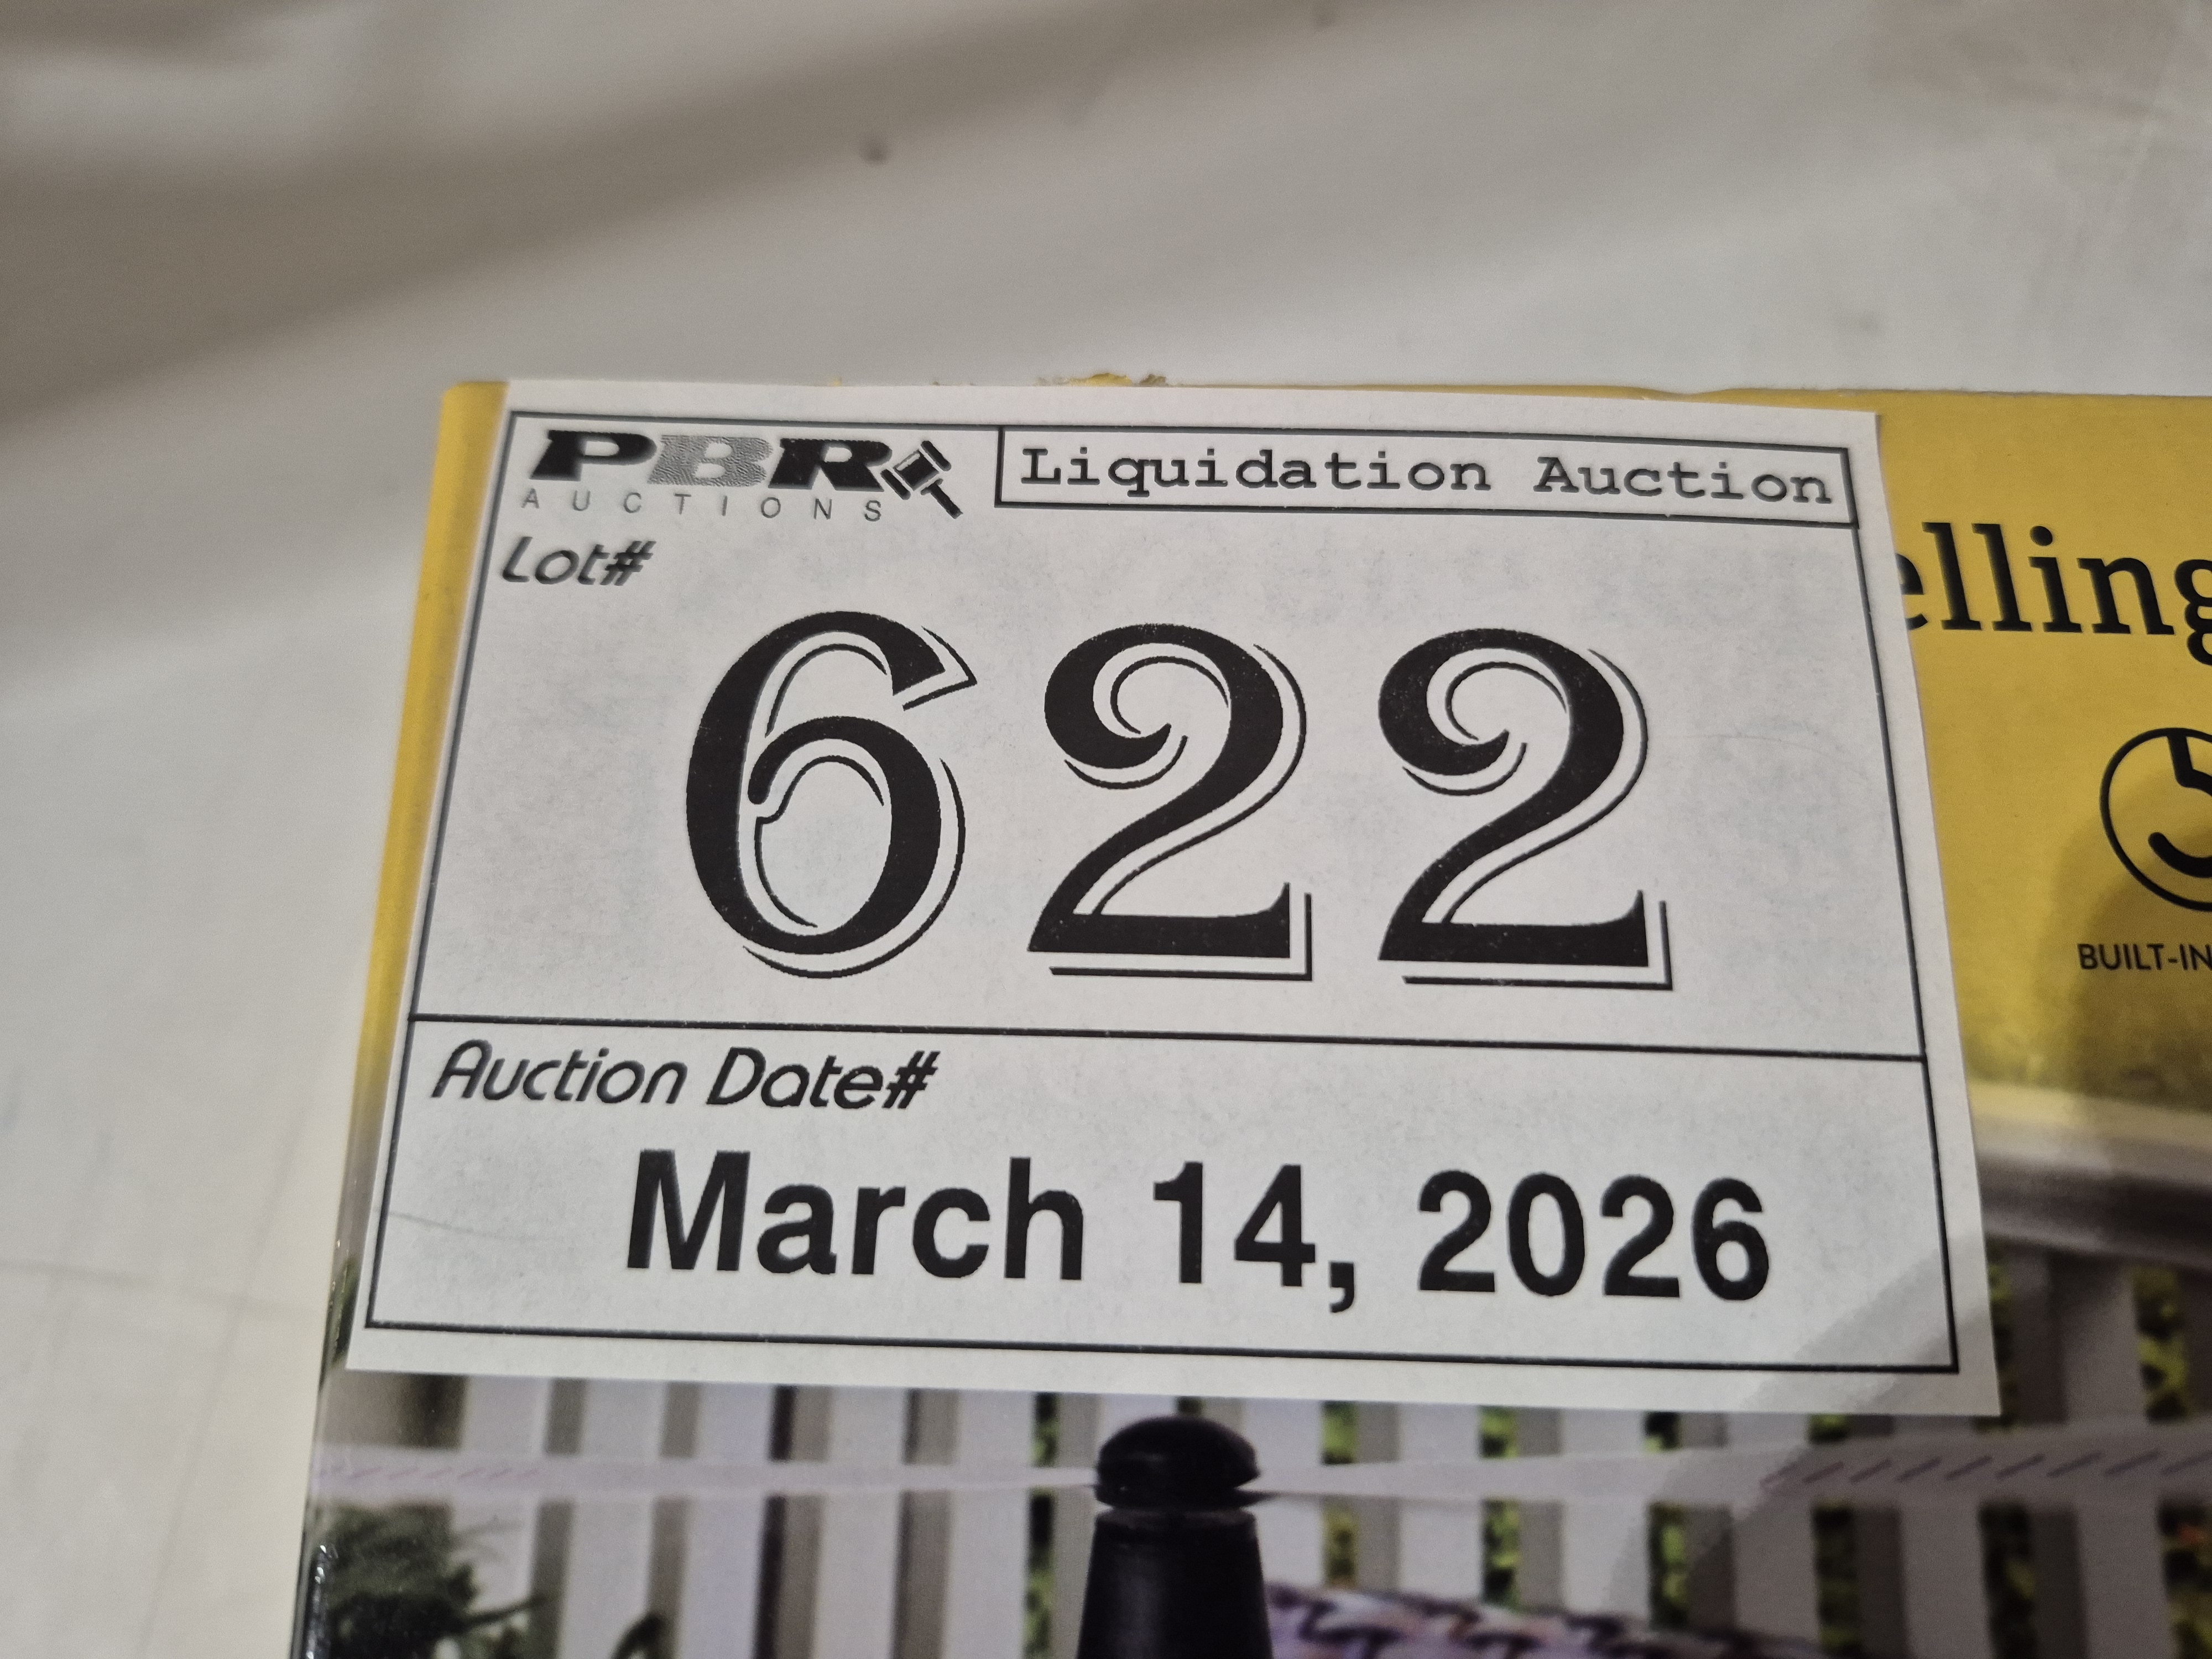 PBR
AUCTIONS
Liquidation Auction
Lot#
622
elling
BUILT-IN
Auction Date#
March 14, 2026